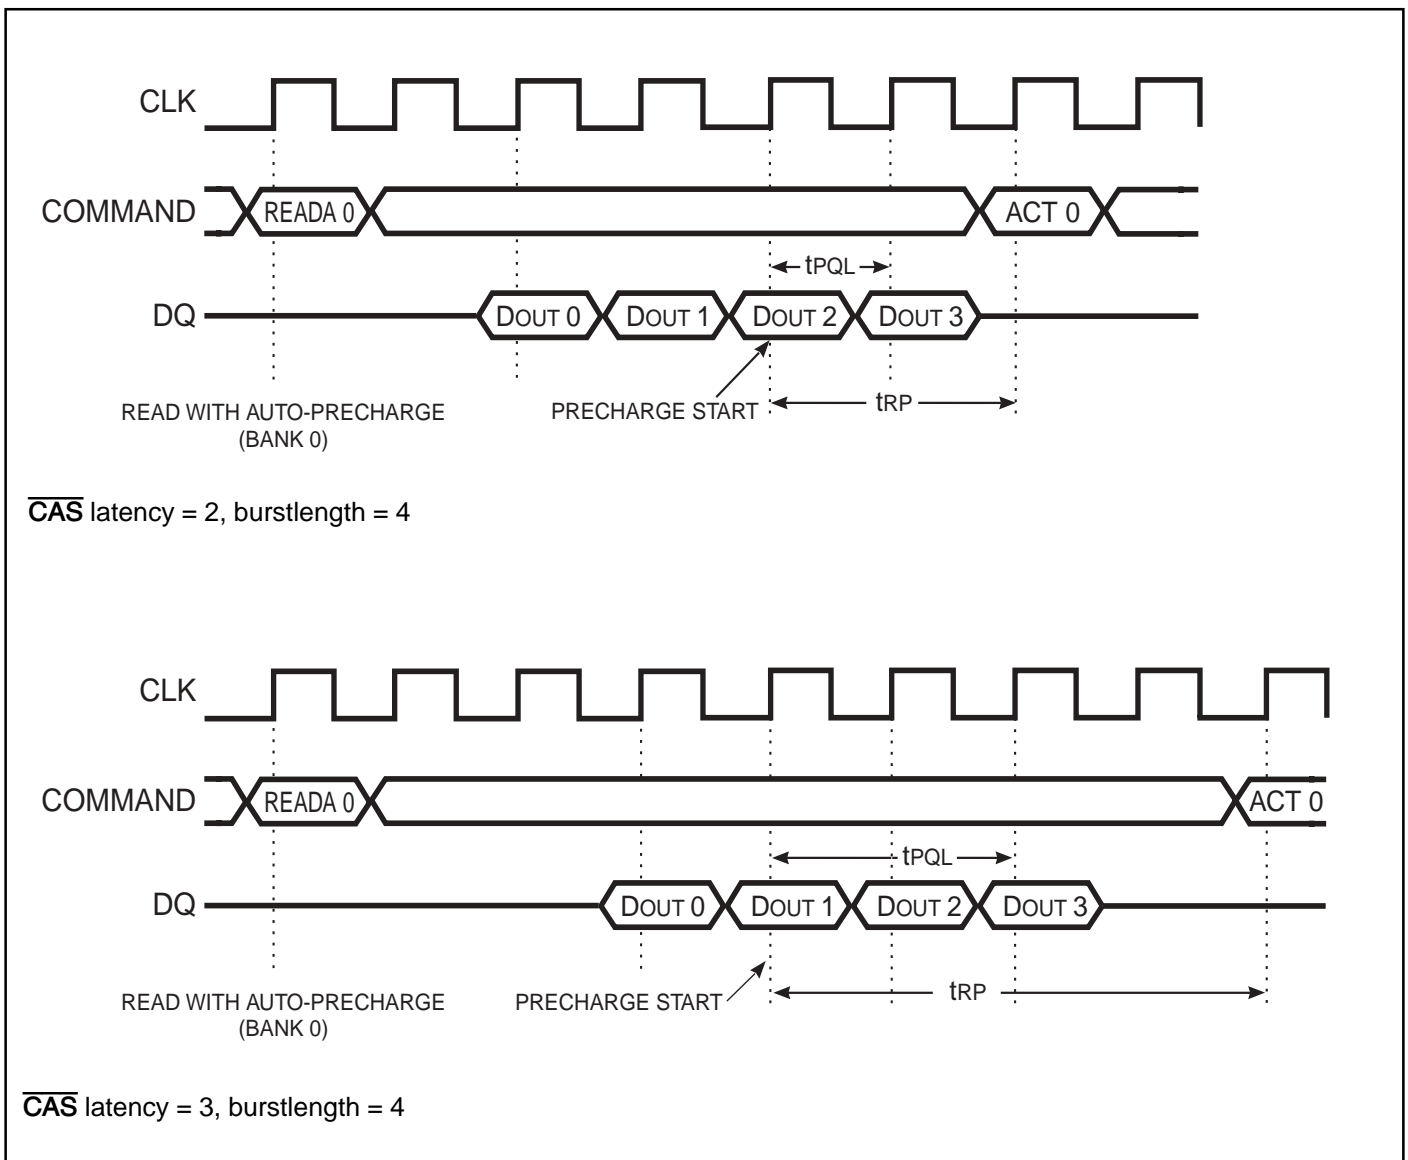 CLK
COMMAND READA 0 ACT 0
tPQL
DQ DOUT 0 DOUT 1 DOUT 2 DOUT 3
READ WITH AUTO-PRECHARGE
(BANK 0)
PRECHARGE START
tRP
CAS latency = 2, burstlength = 4
CLK
COMMAND READA 0 ACT 0
tPQL
DQ DOUT 0 DOUT 1 DOUT 2 DOUT 3
READ WITH AUTO-PRECHARGE
(BANK 0)
PRECHARGE START
tRP
CAS latency = 3, burstlength = 4